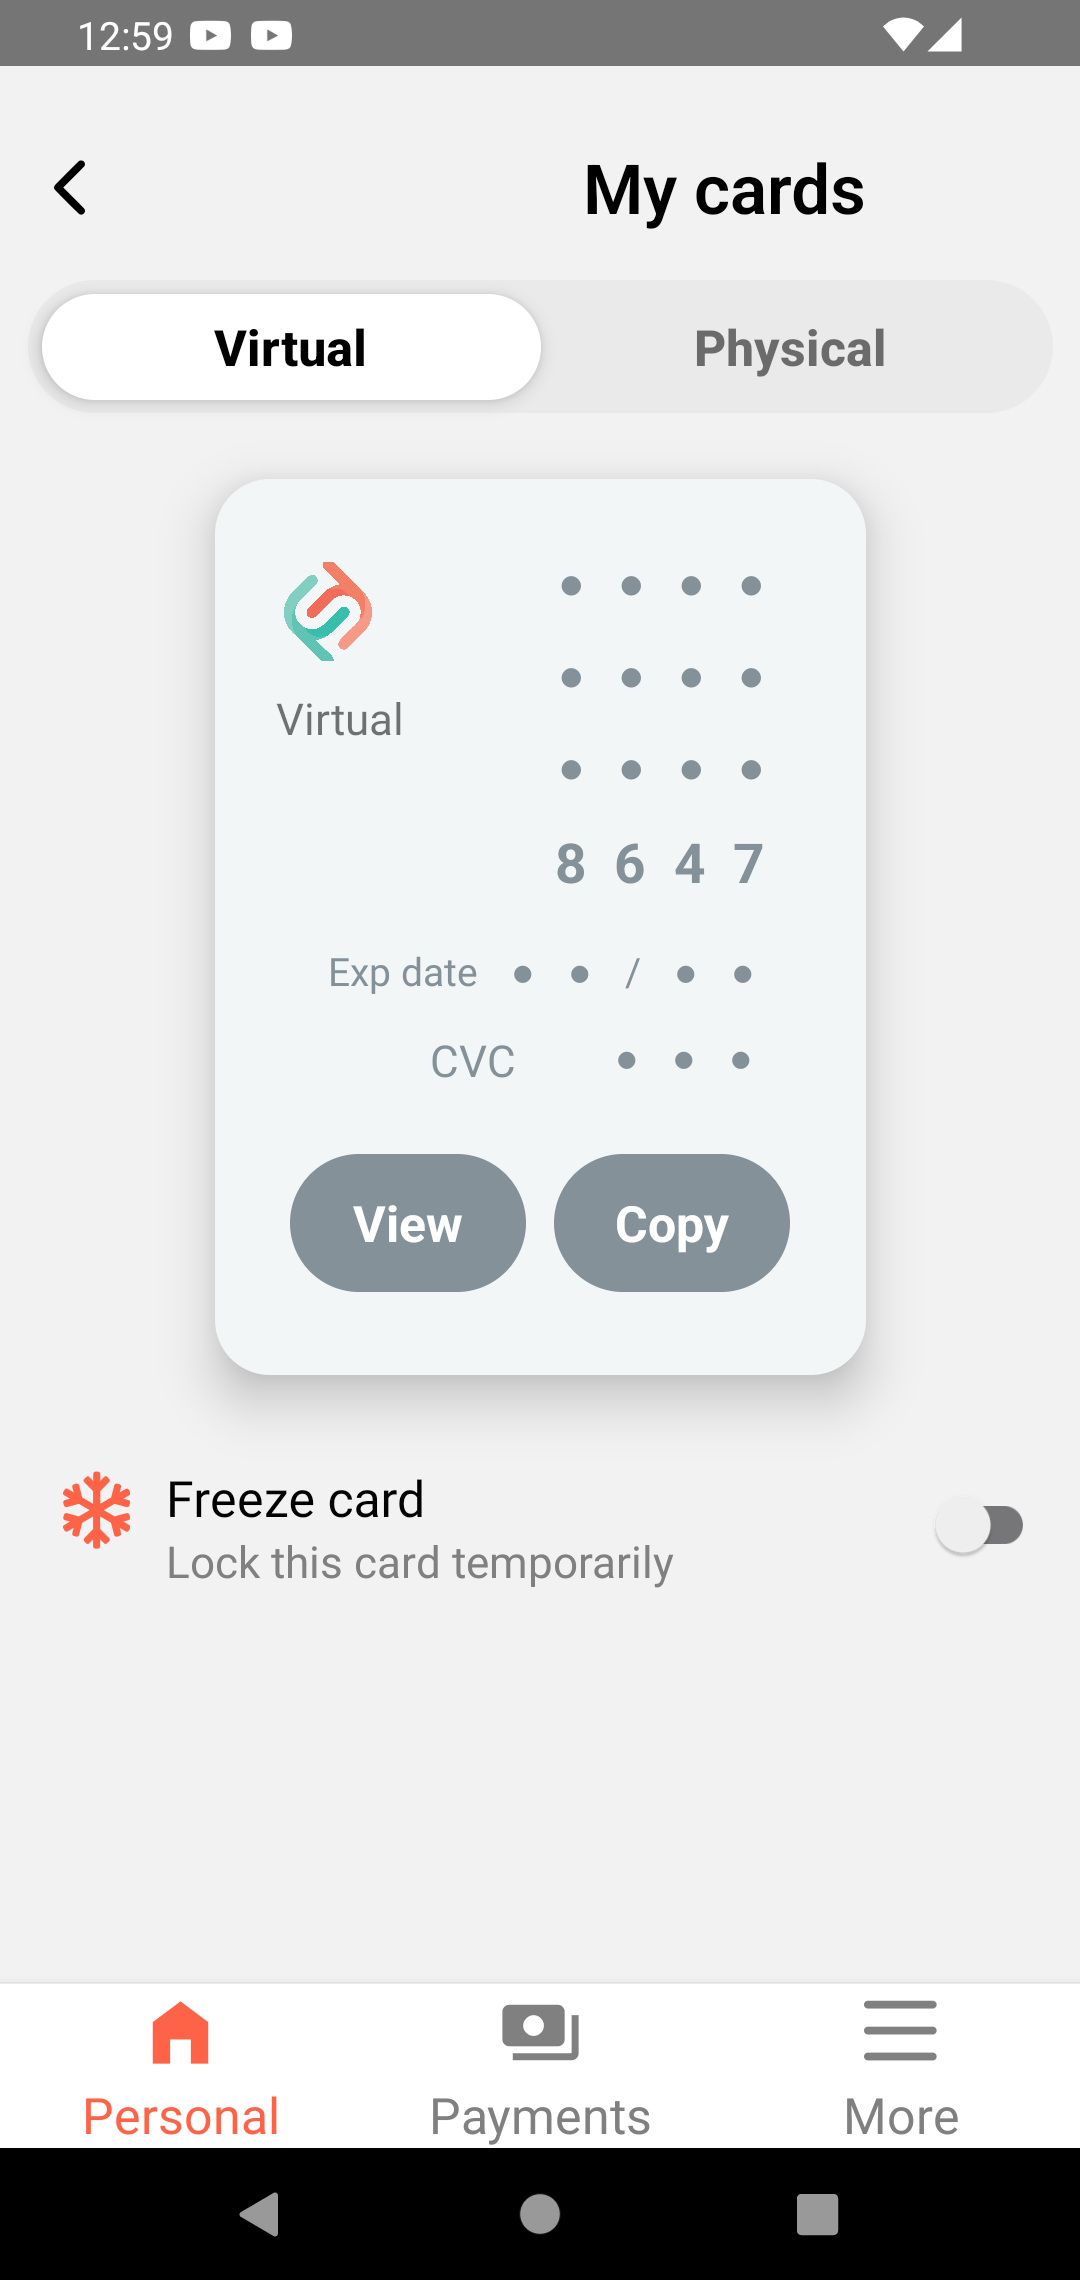 12:59
My cards
Virtual
Physical
Virtual
• • • •
• • • •
• • • •
8 6 4 7
Exp date • • / • •
CVC • • •
View
Copy
Freeze card
Lock this card temporarily
Personal
Payments
More